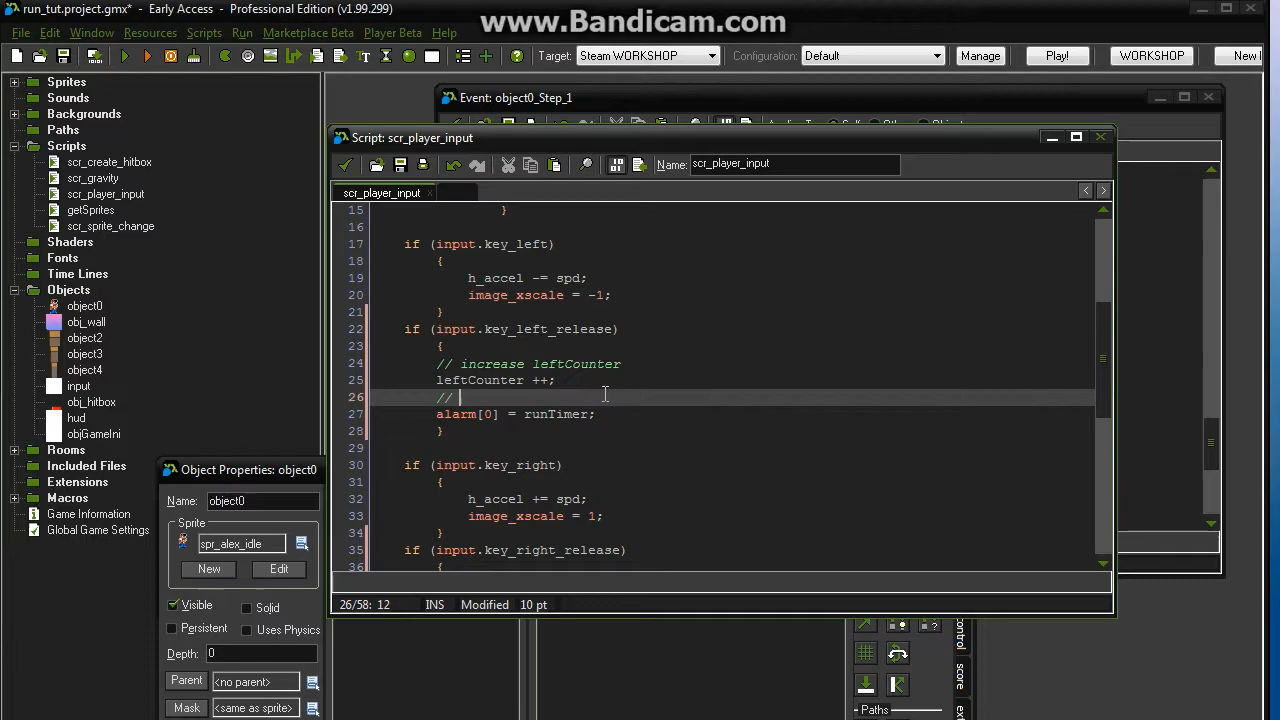 run_tut.project.gmx* - Early Access - Professional Edition (v1.99.299)
www.Bandicam.com
File Edit Window Resources Scripts Run Marketplace Beta Player Beta Help
Target: Steam WORKSHOP Configuration: Default Manage Play! WORKSHOP New
Sprites
Sounds
Backgrounds
Paths
Scripts
scr_create_hitbox
scr_gravity
scr_player_input
getSprites
scr_sprite_change
Shaders
Fonts
Time Lines
Objects
object0
obj_wall
object2
object3
object4
input
obj_hitbox
hud
objGameIni
Rooms
Included Files
Extensions
Macros
Game Information
Global Game Settings
Event: object0_Step_1
Script: scr_player_input
Name: scr_player_input
scr_player_input
15 }
16
17 if (input.key_left)
18 {
19 h_accel -= spd;
20 image_xscale = -1;
21 }
22 if (input.key_left_release)
23 {
24 // increase leftCounter
25 leftCounter ++;
26 //
27 alarm[0] = runTimer;
28 }
29
30 if (input.key_right)
31 {
32 h_accel += spd;
33 image_xscale = 1;
34 }
35 if (input.key_right_release)
36 {
26/58: 12 INS Modified 10 pt
Object Properties: object0
Name: object0
Sprite
spr_alex_idle
New Edit
Visible Solid
Persistent Uses Physics
Depth: 0
Parent <no parent>
Mask <same as sprite>
control
score
Paths